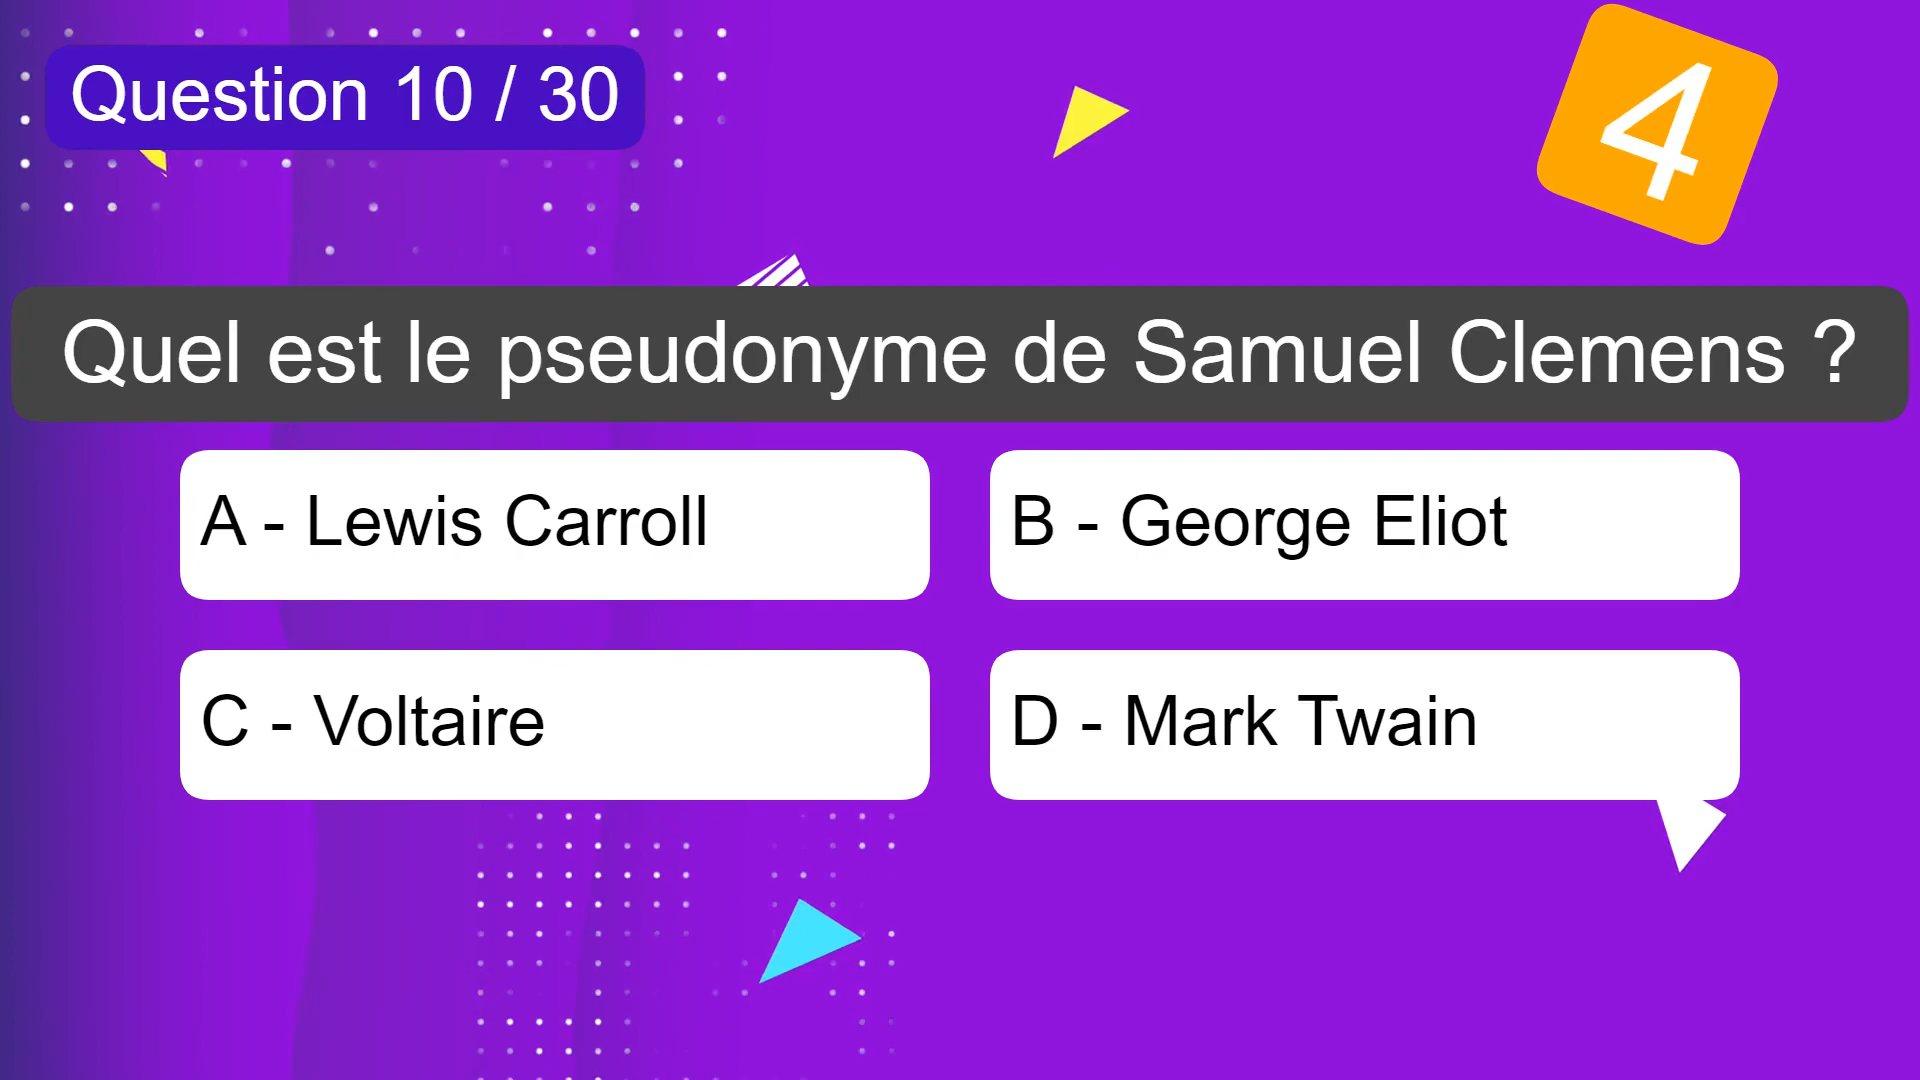 Question 10 / 30
4
Quel est le pseudonyme de Samuel Clemens ?
A - Lewis Carroll
B - George Eliot
C - Voltaire
D - Mark Twain